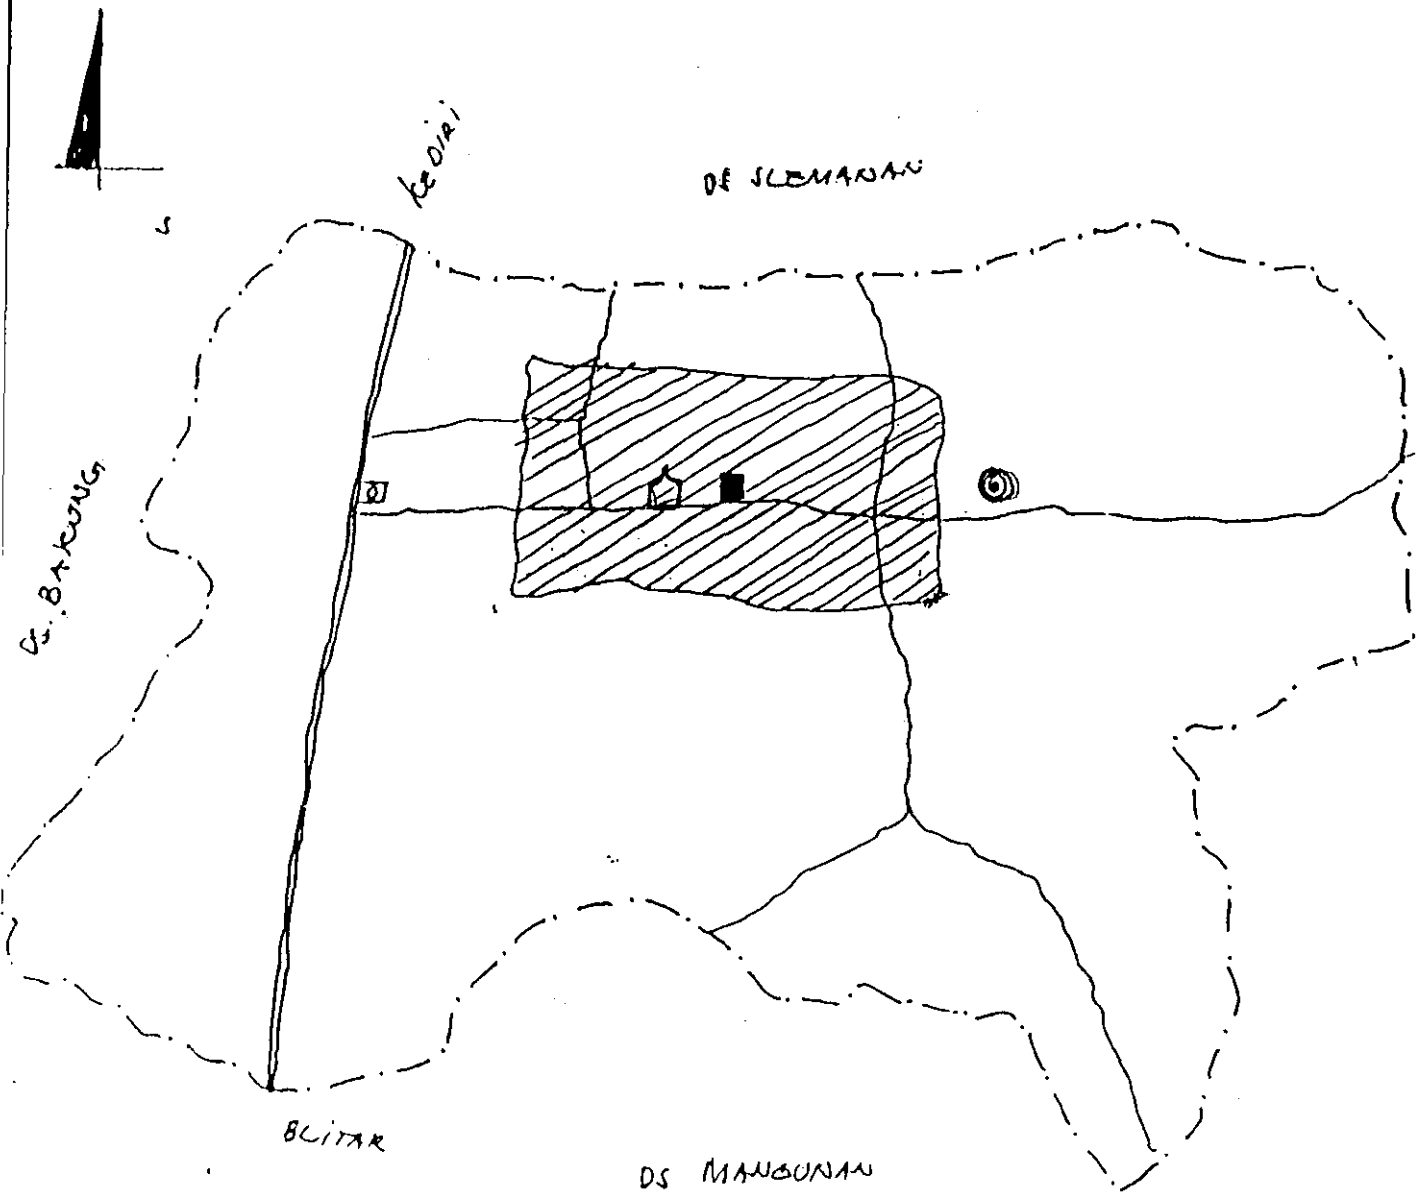 KEDIRI
DS SLEMANAN
DS. BAKUNG
BLITAR
DS MANGUNAN